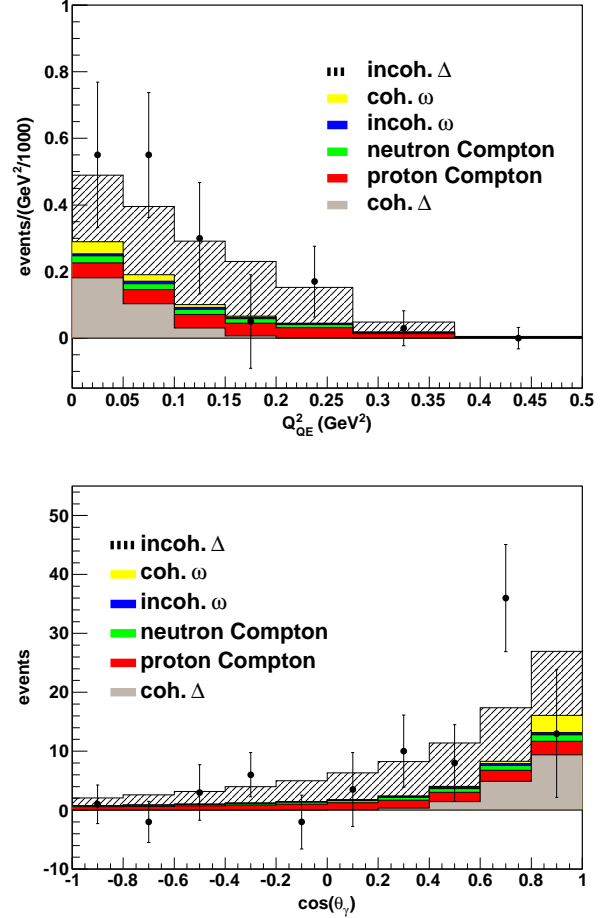 1
0.8
0.6
0.4
0.2
0
events/(GeV²/1000)
incoh. Δ
coh. ω
incoh. ω
neutron Compton
proton Compton
coh. Δ
0 0.05 0.1 0.15 0.2 0.25 0.3 0.35 0.4 0.45 0.5
Q²QE (GeV²)
50
40
30
20
10
0
-10
events
incoh. Δ
coh. ω
incoh. ω
neutron Compton
proton Compton
coh. Δ
-1 -0.8 -0.6 -0.4 -0.2 0 0.2 0.4 0.6 0.8 1
cos(θγ)